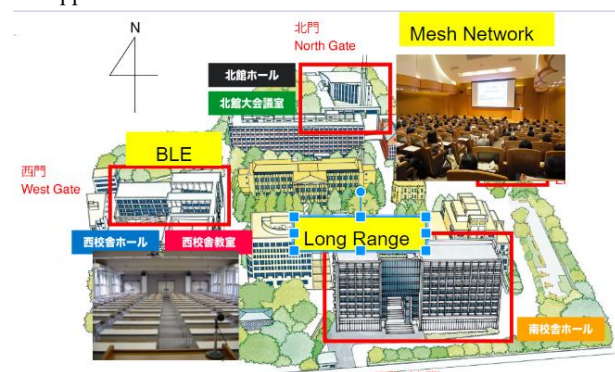 N
北門
North Gate
Mesh Network
北館ホール
北館大会議室
BLE
西門
West Gate
西校舎ホール
西校舎教室
Long Range
南校舎ホール